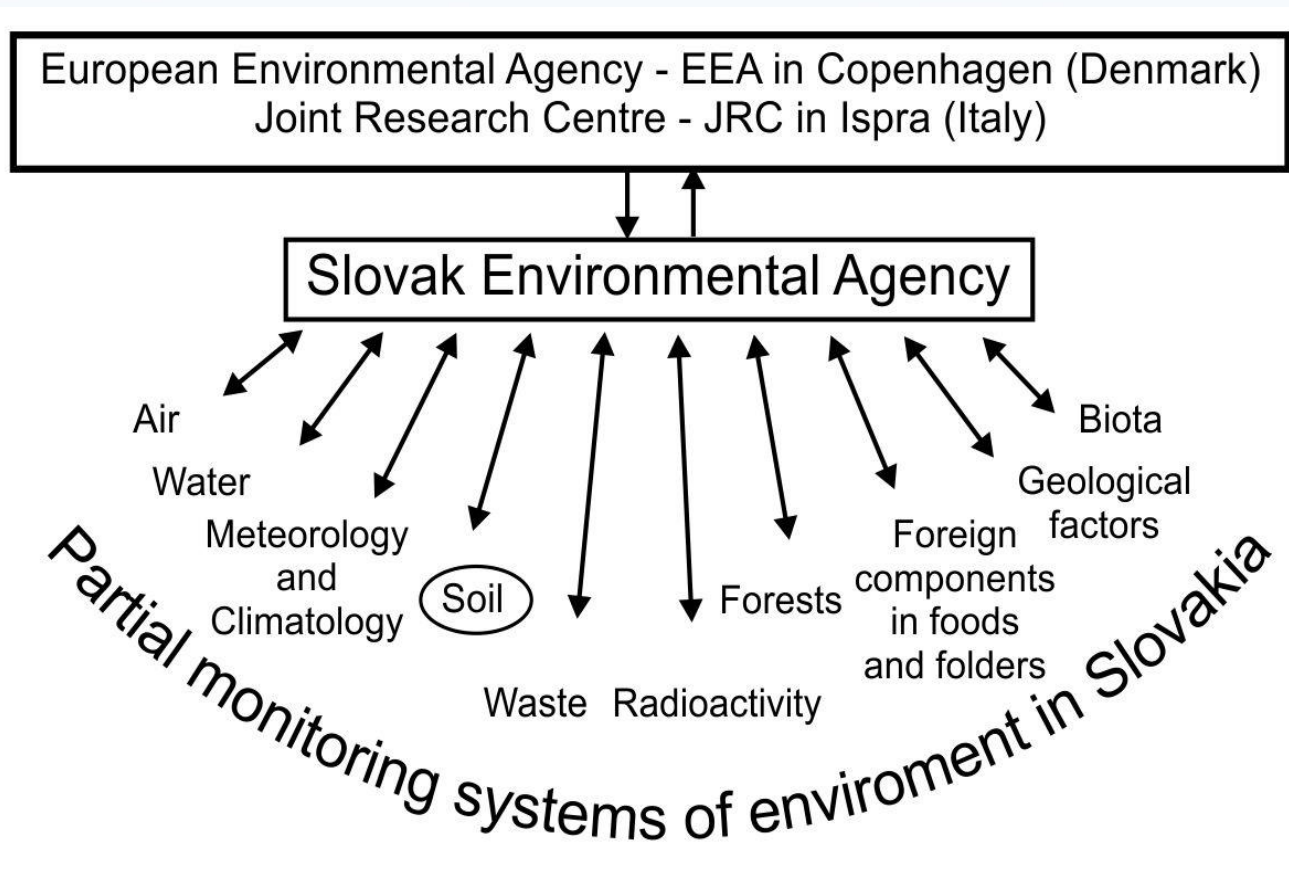 European Environmental Agency - EEA in Copenhagen (Denmark)
Joint Research Centre - JRC in Ispra (Italy)
Slovak Environmental Agency
Air
Water
Meteorology
and
Climatology
Soil
Waste
Radioactivity
Forests
Foreign
components
in foods
and folders
Geological
factors
Biota
Partial monitoring systems of enviroment in Slovakia